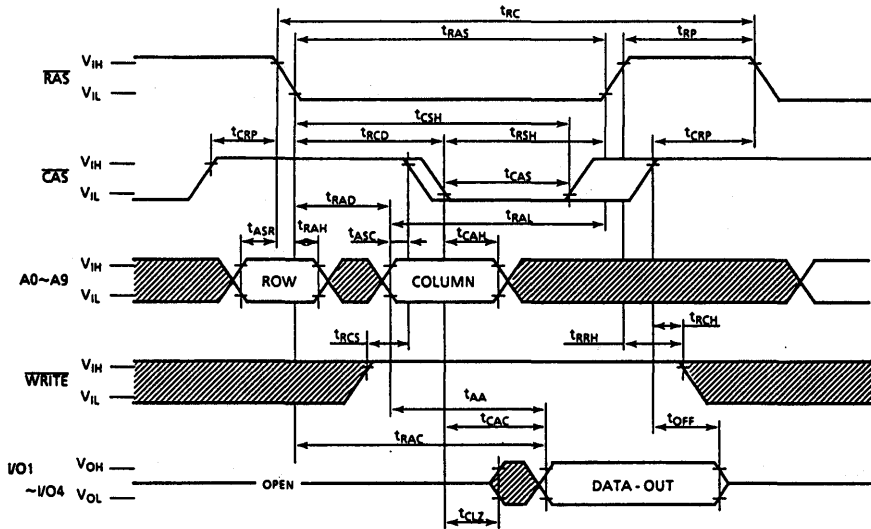 tRC
tRAS
tRP
RAS
VIH
VIL
tCSH
tCRP
tRCD
tRSH
tCRP
CAS
VIH
VIL
tCAS
tRAD
tRAL
tASR
tRAH
tASC
tCAH
A0~A9
VIH
VIL
ROW
COLUMN
tRCS
tRRH
tRCH
WRITE
VIH
VIL
tAA
tCAC
tOFF
tRAC
I/O1
~I/O4
VOH
VOL
OPEN
DATA-OUT
tCLZ